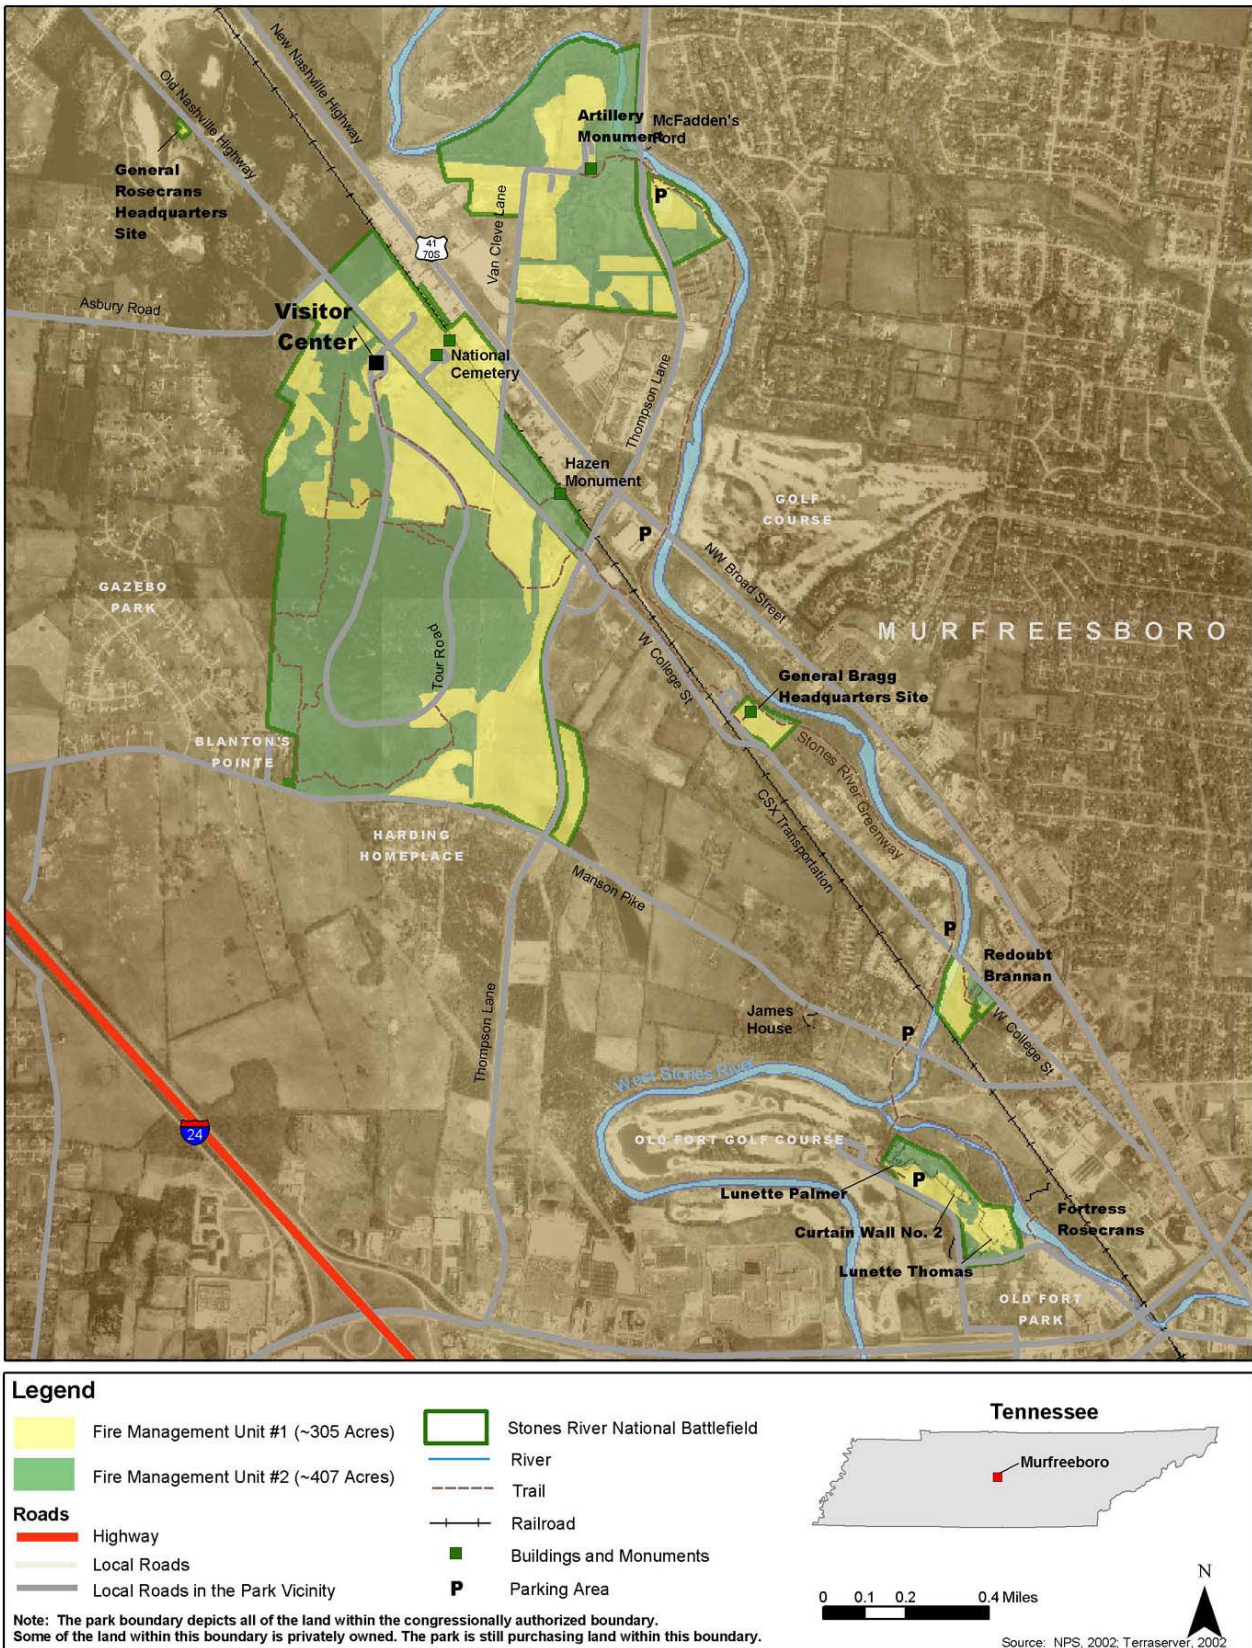 New Nashville Highway
Old Nashville Highway
Artillery
Monument
McFadden's
Ford
General
Rosecrans
Headquarters
Site
P
Van Cleve Lane
41
70S
Asbury Road
Visitor
Center
National
Cemetery
Thompson Lane
Hazen
Monument
GOLF
COURSE
P
NW Broad Street
GAZEBO
PARK
MURFREESBORO
Tour Road
W College St
General Bragg
Headquarters Site
BLANTON'S
POINTE
Stones River Greenway
CSX Transportation
HARDING
HOMEPLACE
Manson Pike
P
Redoubt
Brannan
Thompson Lane
James
House
P
W College St
West Stones River
24
OLD FORT GOLF COURSE
P
Lunette Palmer
Fortress
Rosecrans
Curtain Wall No. 2
Lunette Thomas
OLD FORT
PARK
Legend
Fire Management Unit #1 (~305 Acres)
Fire Management Unit #2 (~407 Acres)
Roads
Highway
Local Roads
Local Roads in the Park Vicinity
Stones River National Battlefield
River
Trail
Railroad
Buildings and Monuments
P Parking Area
Tennessee
Murfreeboro
N
0 0.1 0.2 0.4 Miles
Note: The park boundary depicts all of the land within the congressionally authorized boundary.
Some of the land within this boundary is privately owned. The park is still purchasing land within this boundary.
Source: NPS, 2002; Terraserver, 2002